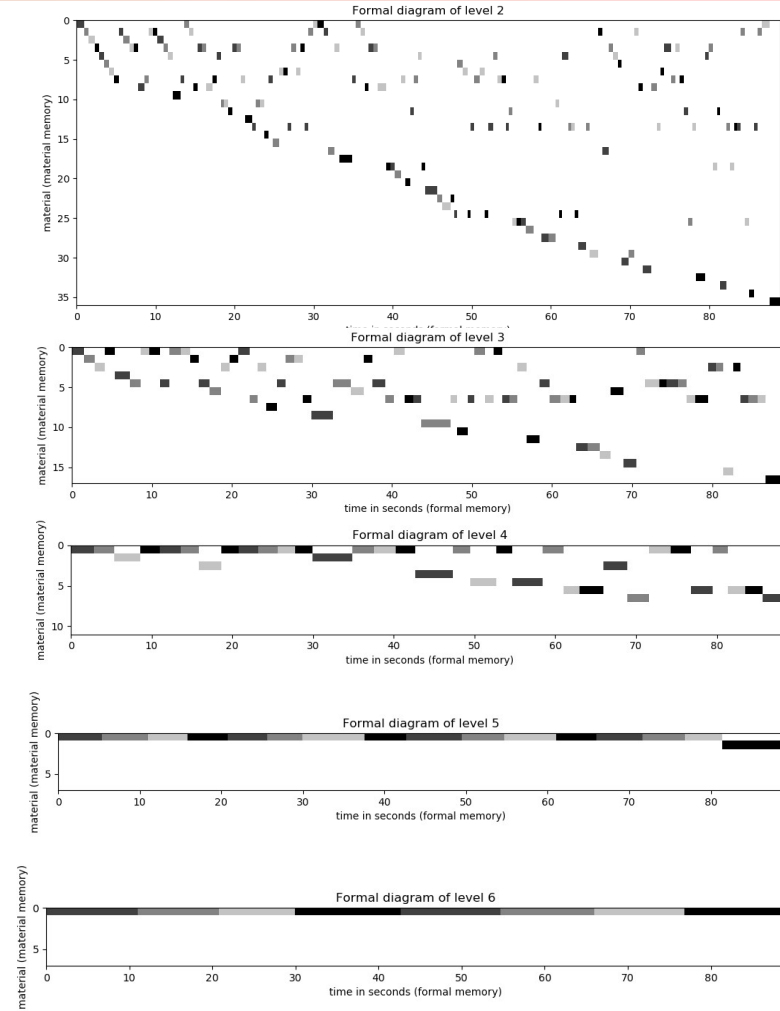 Formal diagram of level 2
0
5
10
15
20
25
30
35
material (material memory)
0 10 20 30 40 50 60 70 80
Formal diagram of level 3
0
5
10
15
material (material memory)
0 10 20 30 40 50 60 70 80
time in seconds (formal memory)
Formal diagram of level 4
0
5
10
material (material memory)
0 10 20 30 40 50 60 70 80
time in seconds (formal memory)
Formal diagram of level 5
0
5
material (material memory)
0 10 20 30 40 50 60 70 80
time in seconds (formal memory)
Formal diagram of level 6
0
5
material (material memory)
0 10 20 30 40 50 60 70 80
time in seconds (formal memory)